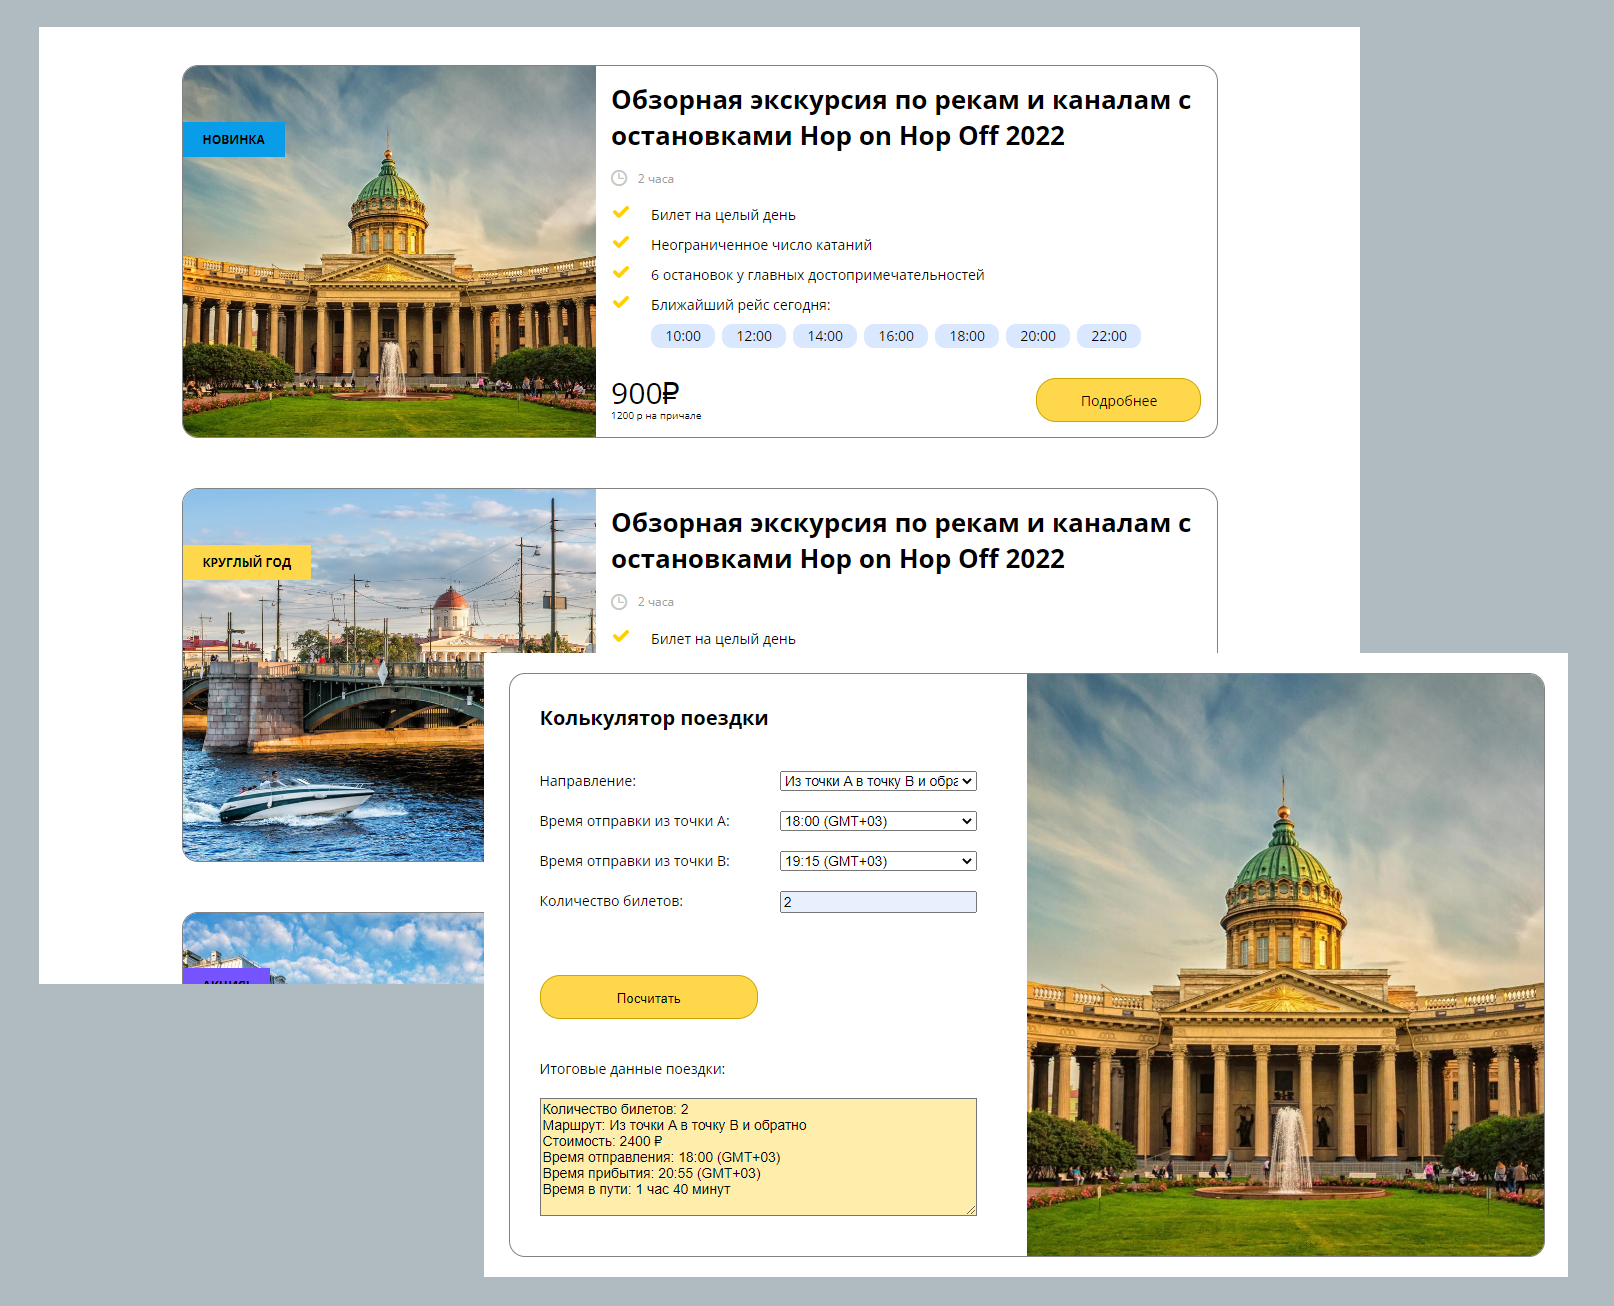 НОВИНКА
Обзорная экскурсия по рекам и каналам с
остановками Hop on Hop Off 2022
2 часа
Билет на целый день
Неограниченное число катаний
6 остановок у главных достопримечательностей
Ближайший рейс сегодня:
10:00 12:00 14:00 16:00 18:00 20:00 22:00
900₽
1200 р на причале
Подробнее
КРУГЛЫЙ ГОД
Обзорная экскурсия по рекам и каналам с
остановками Hop on Hop Off 2022
2 часа
Билет на целый день
АКЦИЯ!
Колькулятор поездки
Направление: Из точки A в точку B и обра
Время отправки из точки A: 18:00 (GMT+03)
Время отправки из точки B: 19:15 (GMT+03)
Количество билетов: 2
Посчитать
Итоговые данные поездки:
Количество билетов: 2
Маршрут: Из точки A в точку B и обратно
Стоимость: 2400 ₽
Время отправления: 18:00 (GMT+03)
Время прибытия: 20:55 (GMT+03)
Время в пути: 1 час 40 минут